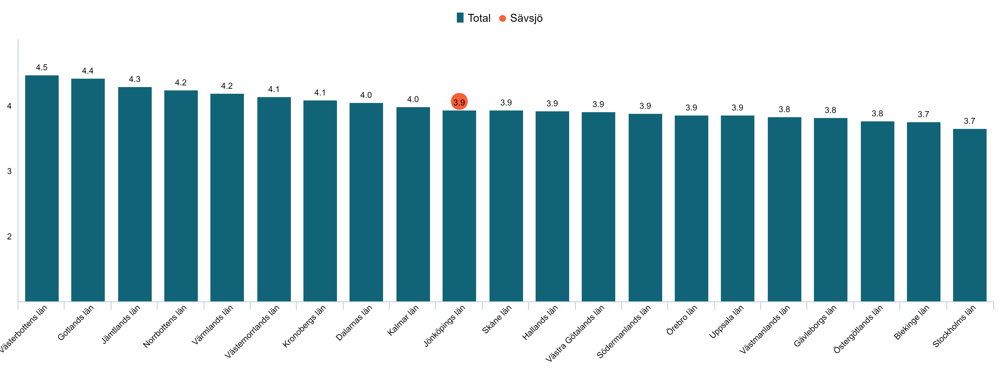 Total Sävsjö
4.5 4.4 4.3 4.2 4.2 4.1 4.1 4.0 4.0 3.9 3.9 3.9 3.9 3.9 3.9 3.9 3.8 3.8 3.8 3.7 3.7
4
3
2
Västerbottens län
Gotlands län
Jämtlands län
Norrbottens län
Värmlands län
Västernorrlands län
Kronobergs län
Dalarnas län
Kalmar län
Jönköpings län
Skåne län
Hallands län
Västra Götalands län
Södermanlands län
Örebro län
Uppsala län
Västmanlands län
Gävleborgs län
Östergötlands län
Blekinge län
Stockholms län